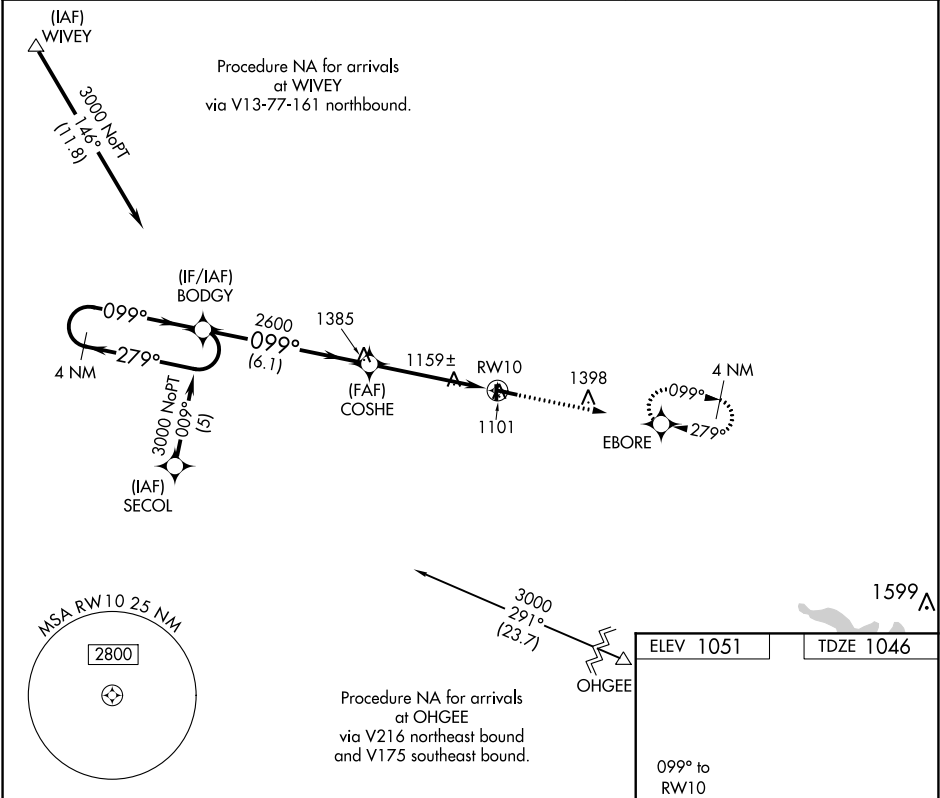 (IAF)
WIVEY
Procedure NA for arrivals
at WIVEY
via V13-77-161 northbound.
3000 NoPT
146°
(11.8)
(IF/IAF)
BODGY
099°
279°
4 NM
2600
099°
(6.1)
1385
(FAF)
COSHE
1159±
RW10
1101
1398
EBORE
099°
279°
4 NM
3000 NoPT
009°
(5)
(IAF)
SECOL
3000
291°
(23.7)
OHGEE
1599
MSA RW10 25 NM
2800
Procedure NA for arrivals
at OHGEE
via V216 northeast bound
and V175 southeast bound.
ELEV 1051
TDZE 1046
099° to
RW10